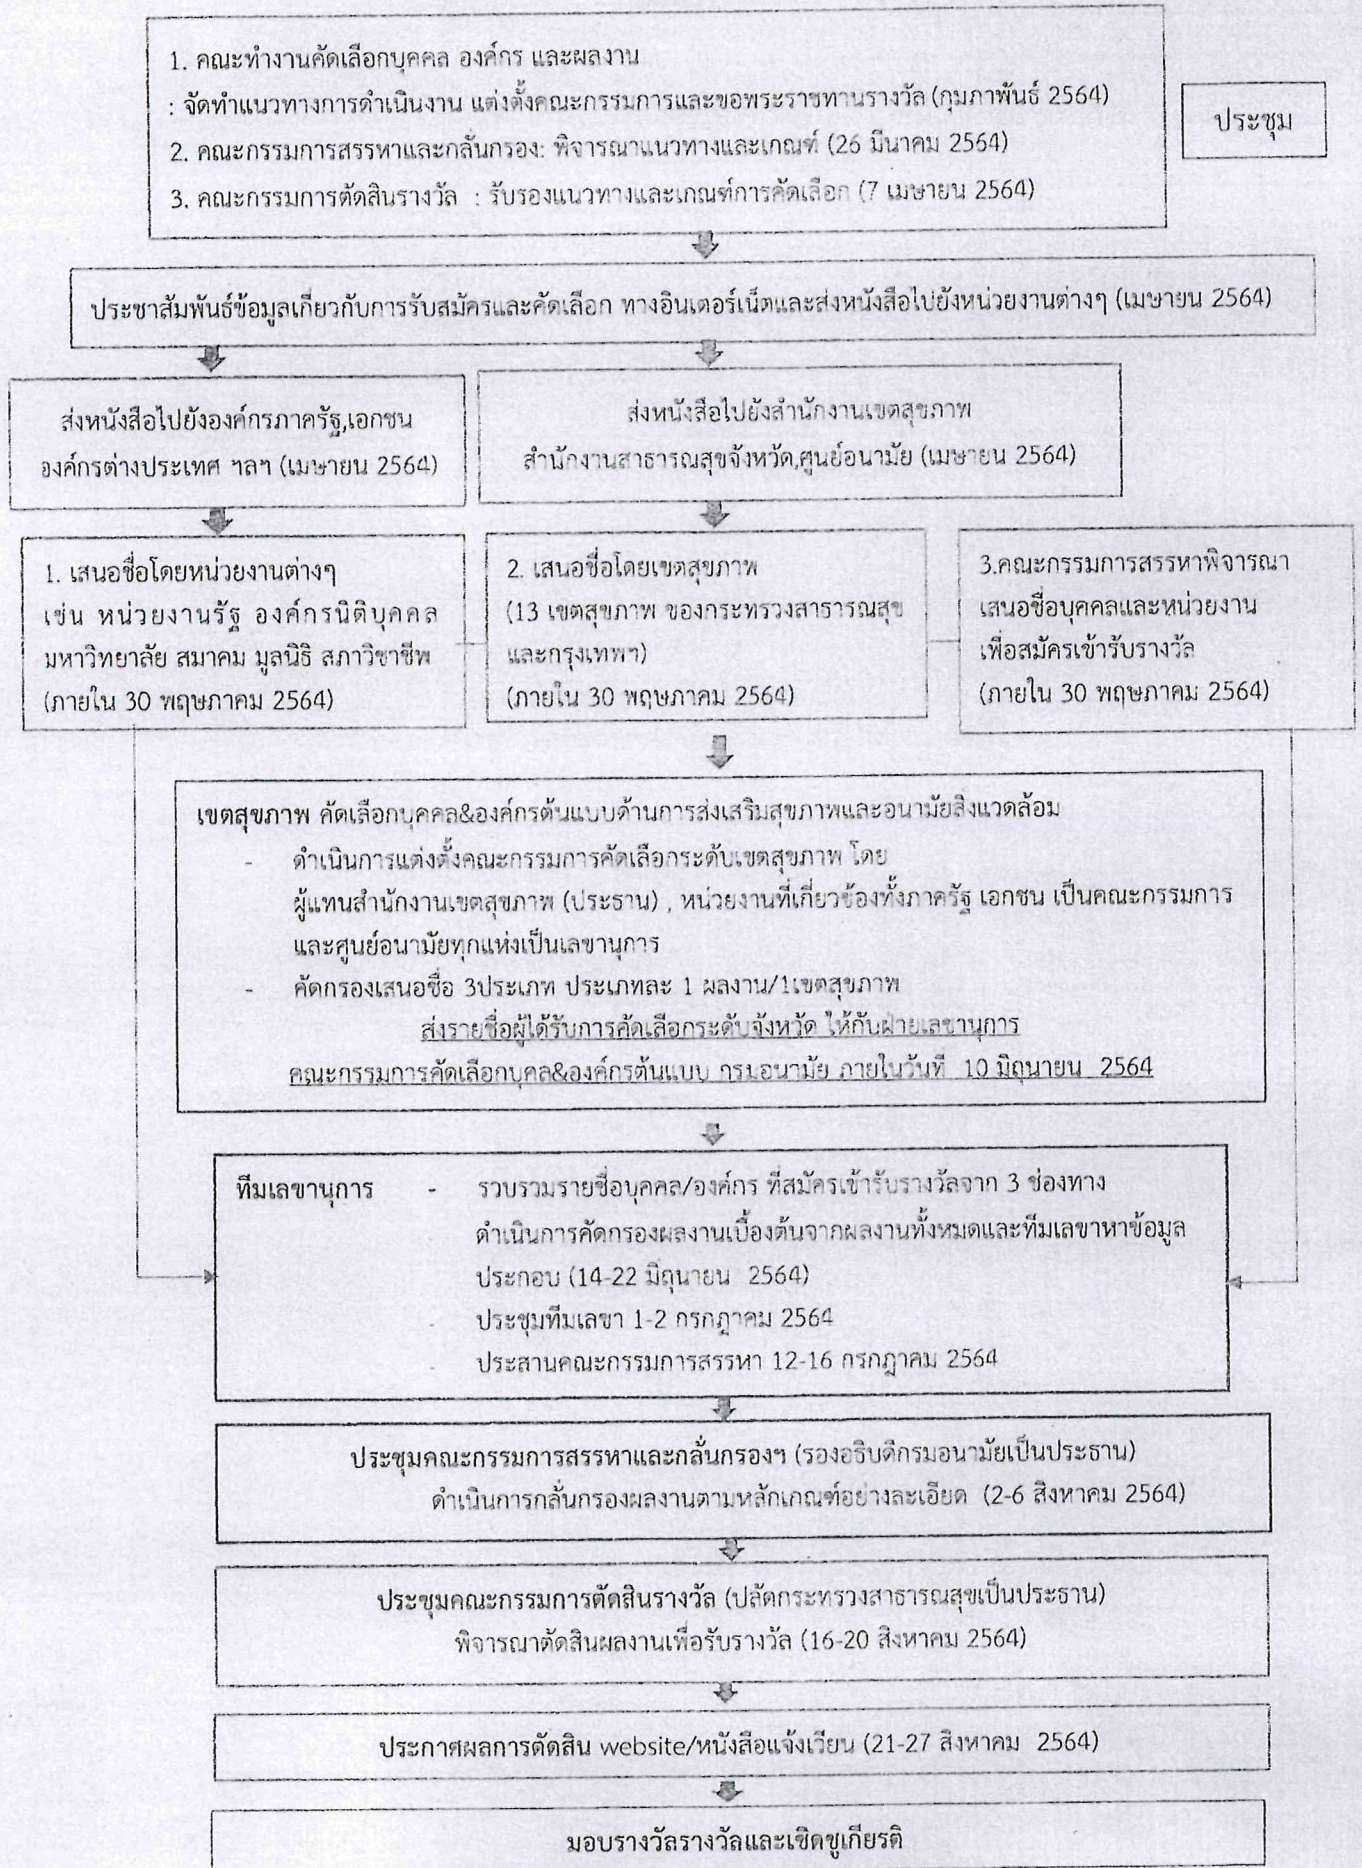 1. คณะทำงานคัดเลือกบุคคล องค์กร และผลงาน
: จัดทำแนวทางการดำเนินงาน แต่งตั้งคณะกรรมการและขอพระราชทานรางวัล (กุมภาพันธ์ 2564)
2. คณะกรรมการสรรหาและกลั่นกรอง: พิจารณาแนวทางและเกณฑ์ (26 มีนาคม 2564)
3. คณะกรรมการตัดสินรางวัล : รับรองแนวทางและเกณฑ์การคัดเลือก (7 เมษายน 2564)
ประชุม
ประชาสัมพันธ์ข้อมูลเกี่ยวกับการรับสมัครและคัดเลือก ทางอินเตอร์เน็ตและส่งหนังสือไปยังหน่วยงานต่างๆ (เมษายน 2564)
ส่งหนังสือไปยังองค์กรภาครัฐ,เอกชน
องค์กรต่างประเทศ ฯลฯ (เมษายน 2564)
ส่งหนังสือไปยังสำนักงานเขตสุขภาพ
สำนักงานสาธารณสุขจังหวัด,ศูนย์อนามัย (เมษายน 2564)
1. เสนอชื่อโดยหน่วยงานต่างๆ
เช่น หน่วยงานรัฐ องค์กรนิติบุคคล
มหาวิทยาลัย สมาคม มูลนิธิ สภาวิชาชีพ
(ภายใน 30 พฤษภาคม 2564)
2. เสนอชื่อโดยเขตสุขภาพ
(13 เขตสุขภาพ ของกระทรวงสาธารณสุข
และกรุงเทพฯ)
(ภายใน 30 พฤษภาคม 2564)
3.คณะกรรมการสรรหาพิจารณา
เสนอชื่อบุคคลและหน่วยงาน
เพื่อสมัครเข้ารับรางวัล
(ภายใน 30 พฤษภาคม 2564)
เขตสุขภาพ คัดเลือกบุคคล&องค์กรต้นแบบด้านการส่งเสริมสุขภาพและอนามัยสิ่งแวดล้อม
- ดำเนินการแต่งตั้งคณะกรรมการคัดเลือกระดับเขตสุขภาพ โดย
ผู้แทนสำนักงานเขตสุขภาพ (ประธาน) , หน่วยงานที่เกี่ยวข้องทั้งภาครัฐ เอกชน เป็นคณะกรรมการ
และศูนย์อนามัยทุกแห่งเป็นเลขานุการ
- คัดกรองเสนอชื่อ 3ประเภท ประเภทละ 1 ผลงาน/1เขตสุขภาพ
ส่งรายชื่อผู้ได้รับการคัดเลือกระดับจังหวัด ให้กับฝ่ายเลขานุการ
คณะกรรมการคัดเลือกบุคล&องค์กรต้นแบบ กรมอนามัย ภายในวันที่ 10 มิถุนายน 2564
ทีมเลขานุการ - รวบรวมรายชื่อบุคคล/องค์กร ที่สมัครเข้ารับรางวัลจาก 3 ช่องทาง
ดำเนินการคัดกรองผลงานเบื้องต้นจากผลงานทั้งหมดและทีมเลขาหาข้อมูล
ประกอบ (14-22 มิถุนายน 2564)
- ประชุมทีมเลขา 1-2 กรกฎาคม 2564
- ประสานคณะกรรมการสรรหา 12-16 กรกฎาคม 2564
ประชุมคณะกรรมการสรรหาและกลั่นกรองฯ (รองอธิบดีกรมอนามัยเป็นประธาน)
ดำเนินการกลั่นกรองผลงานตามหลักเกณฑ์อย่างละเอียด (2-6 สิงหาคม 2564)
ประชุมคณะกรรมการตัดสินรางวัล (ปลัดกระทรวงสาธารณสุขเป็นประธาน)
พิจารณาตัดสินผลงานเพื่อรับรางวัล (16-20 สิงหาคม 2564)
ประกาศผลการตัดสิน website/หนังสือแจ้งเวียน (21-27 สิงหาคม 2564)
มอบรางวัลรางวัลและเชิดชูเกียรติ